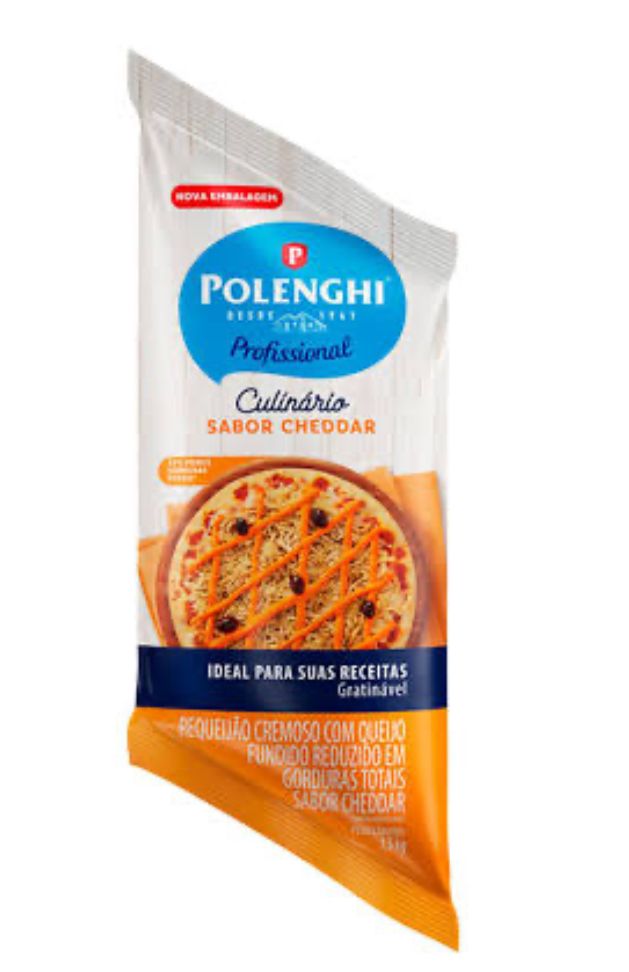 NOVA EMBALAGEM
P
POLENGHI
DESDE 1947
Profissional
Culinário
SABOR CHEDDAR
IDEAL PARA SUAS RECEITAS
Gratinável
REQUEIJÃO CREMOSO COM QUEIJO
FUNDIDO REDUZIDO EM
GORDURAS TOTAIS
SABOR CHEDDAR